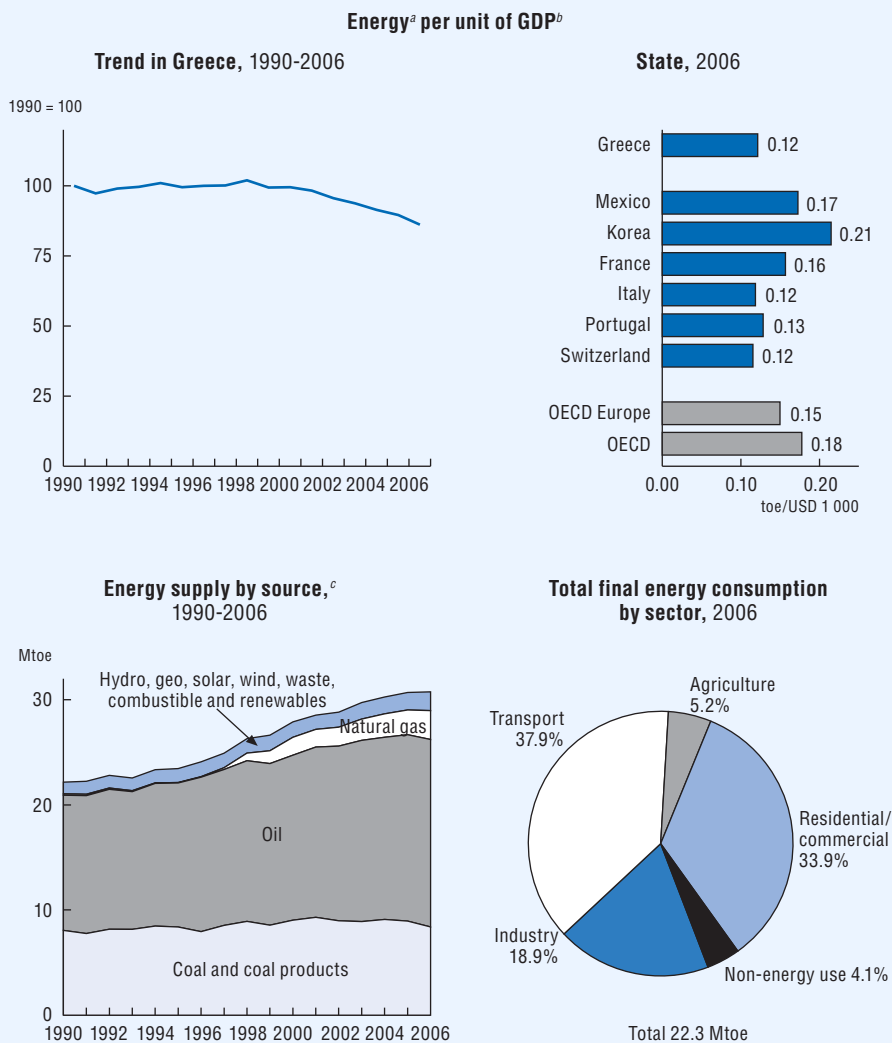 Energyᵃ per unit of GDPᵇ
Trend in Greece, 1990-2006
1990 = 100
100
75
50
25
0
1990 1992 1994 1996 1998 2000 2002 2004 2006
State, 2006
Greece 0.12
Mexico 0.17
Korea 0.21
France 0.16
Italy 0.12
Portugal 0.13
Switzerland 0.12
OECD Europe 0.15
OECD 0.18
0.00 0.10 0.20
toe/USD 1 000
Energy supply by source,ᶜ
1990-2006
Mtoe
30
20
10
0
Hydro, geo, solar, wind, waste,
combustible and renewables
Natural gas
Oil
Coal and coal products
1990 1992 1994 1996 1998 2000 2002 2004 2006
Total final energy consumption
by sector, 2006
Agriculture
5.2%
Transport
37.9%
Residential/
commercial
33.9%
Industry
18.9%
Non-energy use 4.1%
Total 22.3 Mtoe